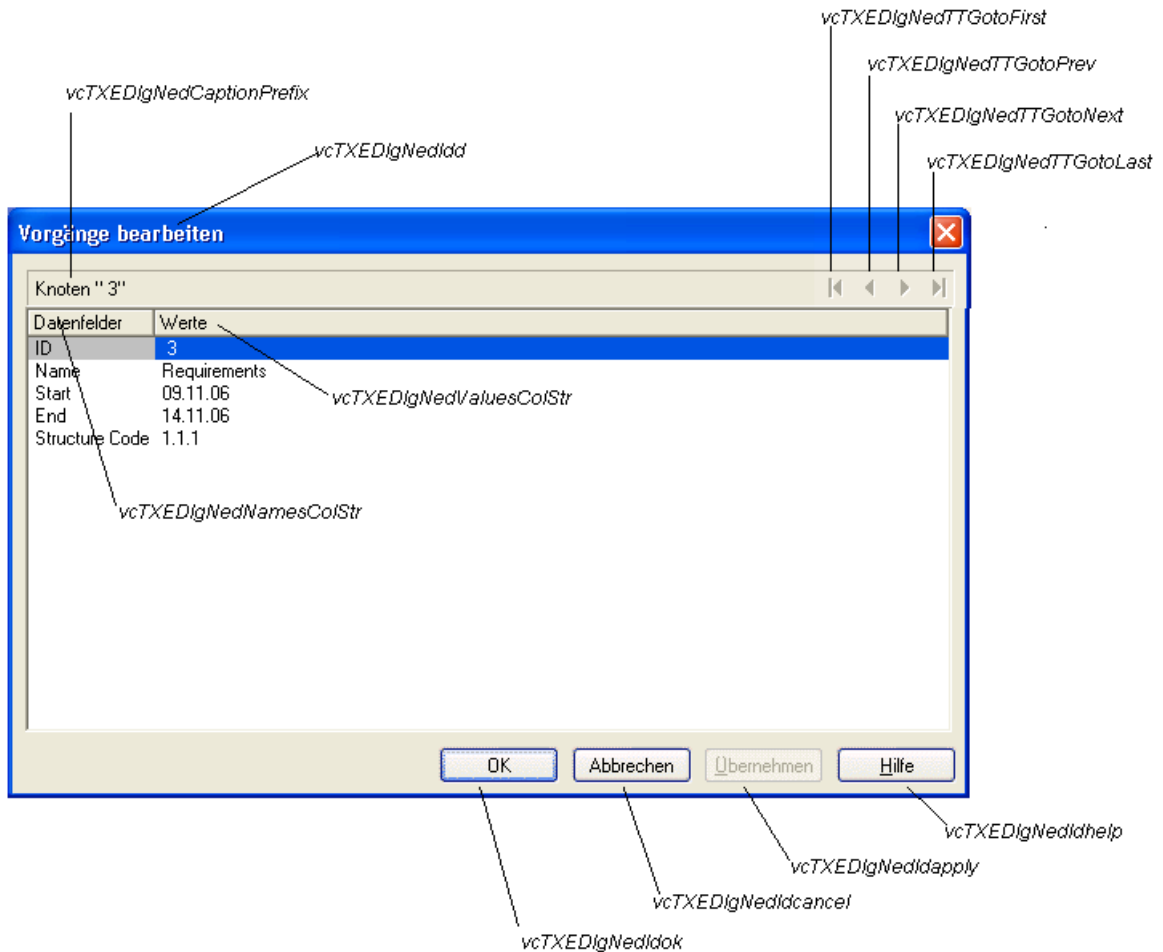 vcTXEDlgNedTTGotoFirst
vcTXEDlgNedTTGotoPrev
vcTXEDlgNedCaptionPrefix
vcTXEDlgNedTTGotoNext
vcTXEDlgNedIdd
vcTXEDlgNedTTGotoLast
Vorgänge bearbeiten
Knoten " 3"
Datenfelder Werte
ID 3
Name Requirements
Start 09.11.06
vcTXEDlgNedValuesColStr
End 14.11.06
Structure Code 1.1.1
vcTXEDlgNedNamesColStr
OK Abbrechen Übernehmen Hilfe
vcTXEDlgNedIdhelp
vcTXEDlgNedIdapply
vcTXEDlgNedIdcancel
vcTXEDlgNedIdok